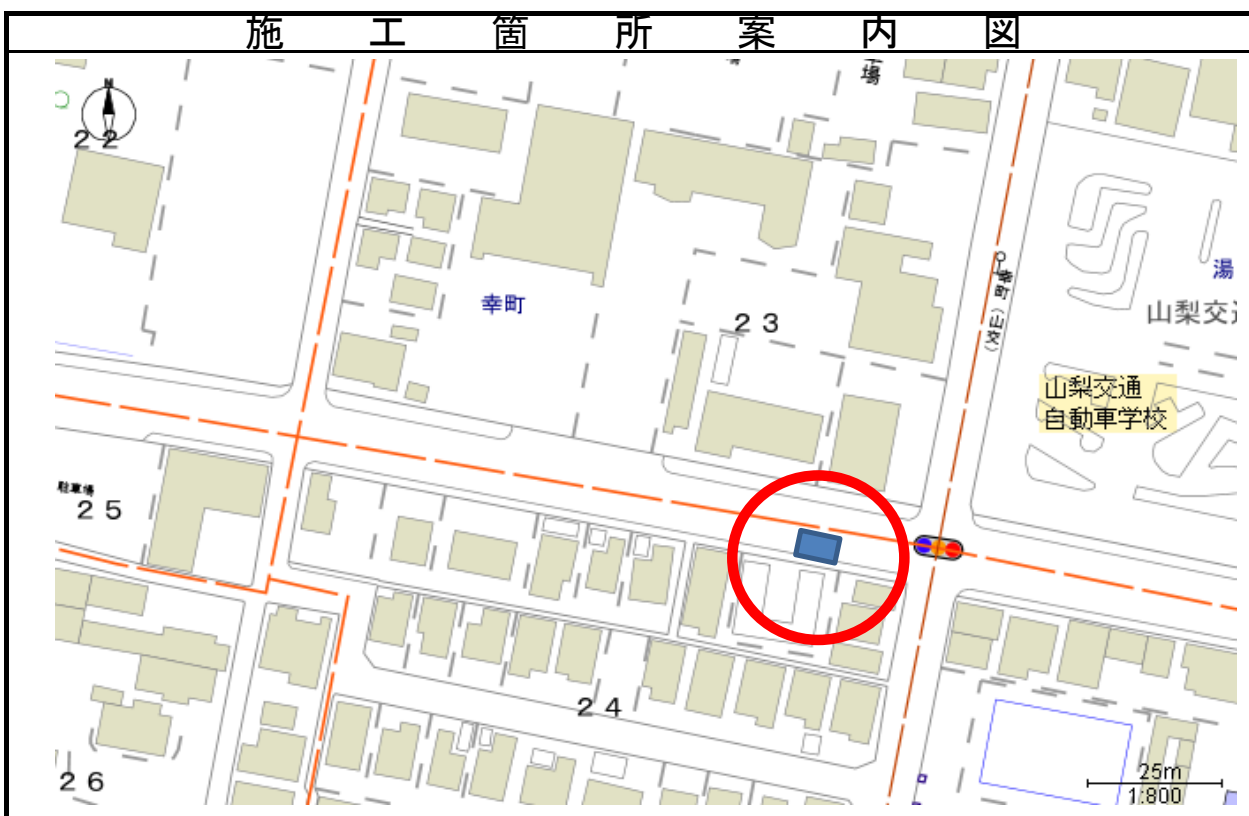 施工箇所案内図
N
22
場
幸町
23
幸町(山交)
湯
山梨交通
山梨交通
自動車学校
駐車場
25
24
26
25m
1:800